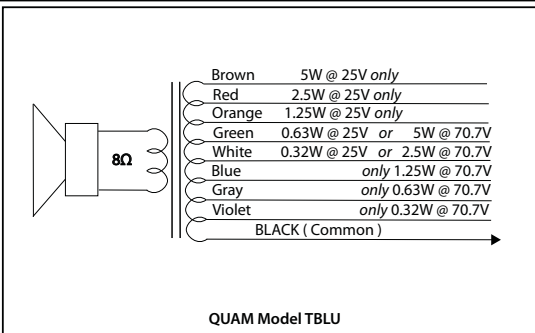 Brown 5W @ 25V only
Red 2.5W @ 25V only
Orange 1.25W @ 25V only
Green 0.63W @ 25V or 5W @ 70.7V
White 0.32W @ 25V or 2.5W @ 70.7V
8Ω
Blue only 1.25W @ 70.7V
Gray only 0.63W @ 70.7V
Violet only 0.32W @ 70.7V
BLACK ( Common )
QUAM Model TBLU